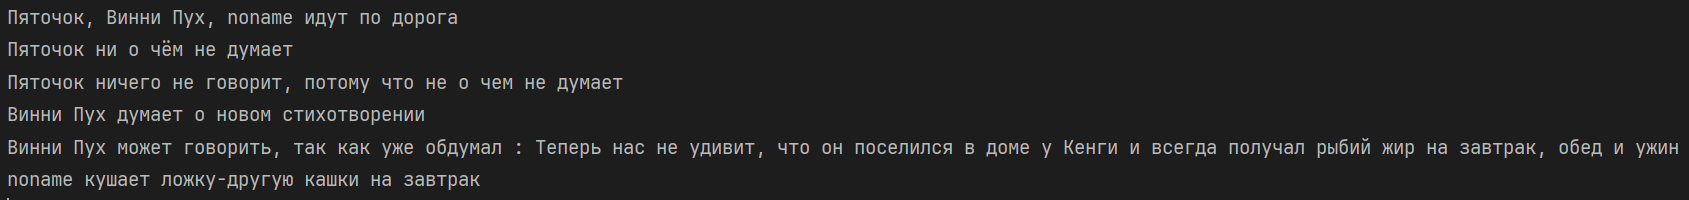 Пяточок, Винни Пух, noname идут по дорога
Пяточок ни о чём не думает
Пяточок ничего не говорит, потому что не о чем не думает
Винни Пух думает о новом стихотворении
Винни Пух может говорить, так как уже обдумал : Теперь нас не удивит, что он поселился в доме у Кенги и всегда получал рыбий жир на завтрак, обед и ужин
noname кушает ложку-другую кашки на завтрак